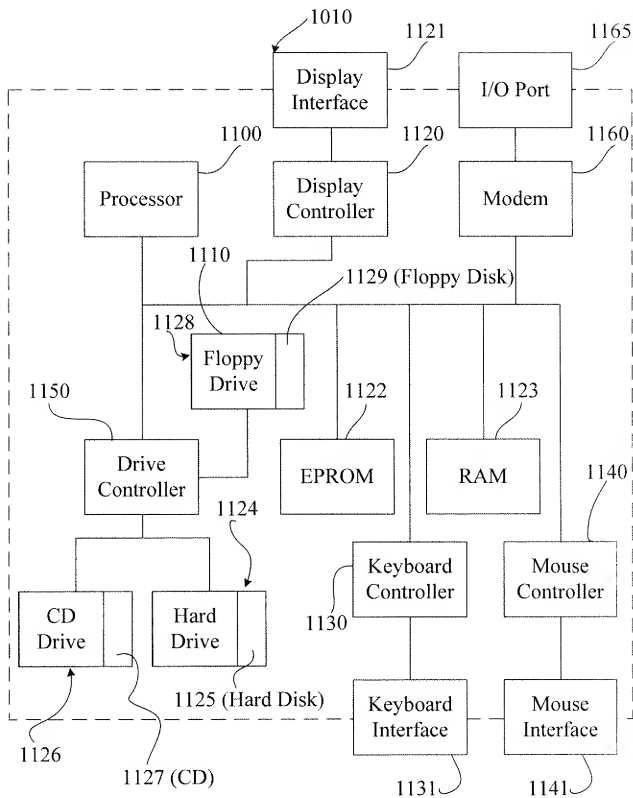 1010
1121
1165
Display
Interface
I/O Port
1100
1120
1160
Processor
Display
Controller
Modem
1110
1129 (Floppy Disk)
1128
Floppy
Drive
1150
1122
1123
Drive
Controller
EPROM
RAM
1124
1140
Keyboard
Controller
Mouse
Controller
1130
CD
Drive
Hard
Drive
1125 (Hard Disk)
Keyboard
Interface
Mouse
Interface
1126
1127 (CD)
1131
1141